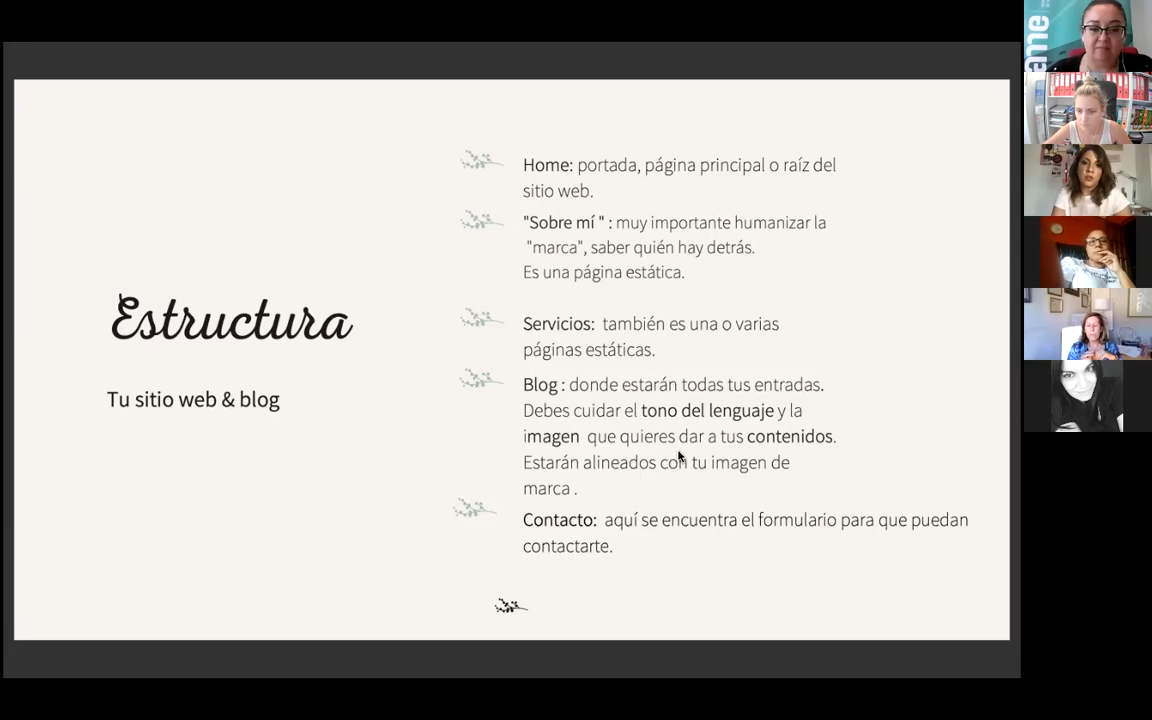 Estructura
Tu sitio web & blog
Home: portada, página principal o raíz del
sitio web.
"Sobre mí " : muy importante humanizar la
"marca", saber quién hay detrás.
Es una página estática.
Servicios: también es una o varias
páginas estáticas.
Blog : donde estarán todas tus entradas.
Debes cuidar el tono del lenguaje y la
imagen que quieres dar a tus contenidos.
Estarán alineados con tu imagen de
marca .
Contacto: aquí se encuentra el formulario para que puedan
contactarte.
ame